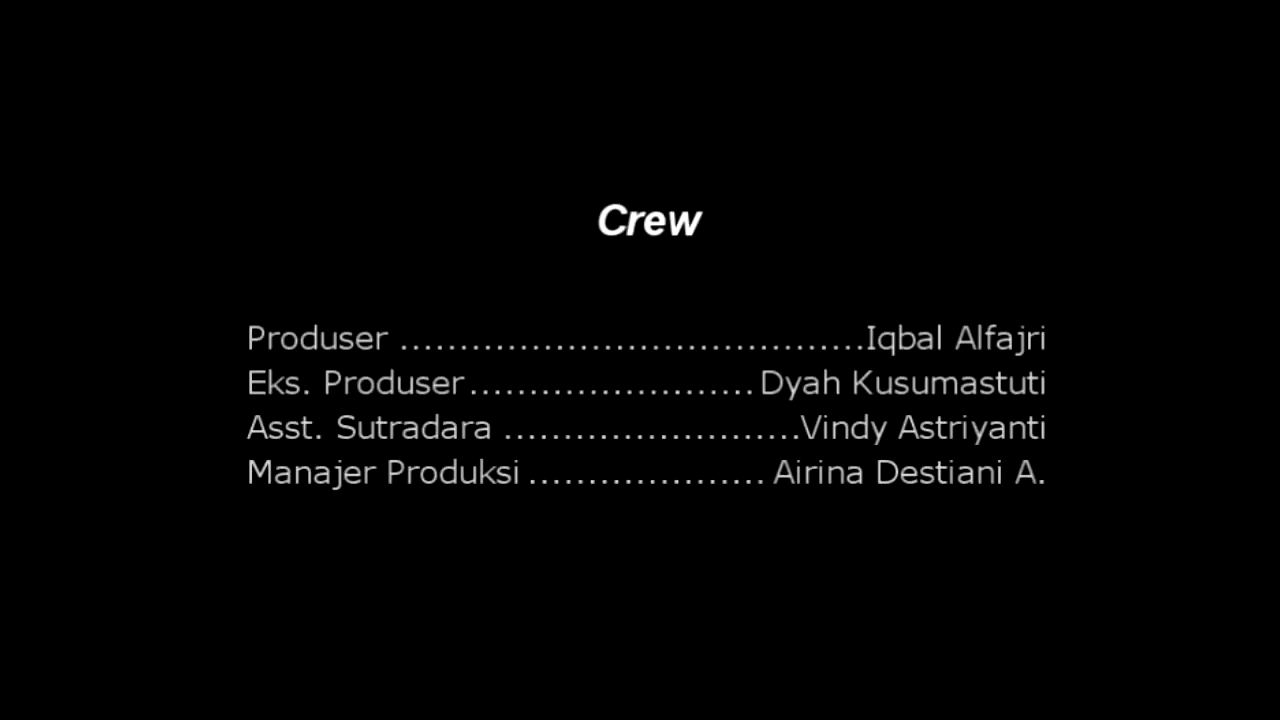 Crew
Produser .......................................Iqbal Alfajri
Eks. Produser........................Dyah Kusumastuti
Asst. Sutradara .........................Vindy Astriyanti
Manajer Produksi .................... Airina Destiani A.